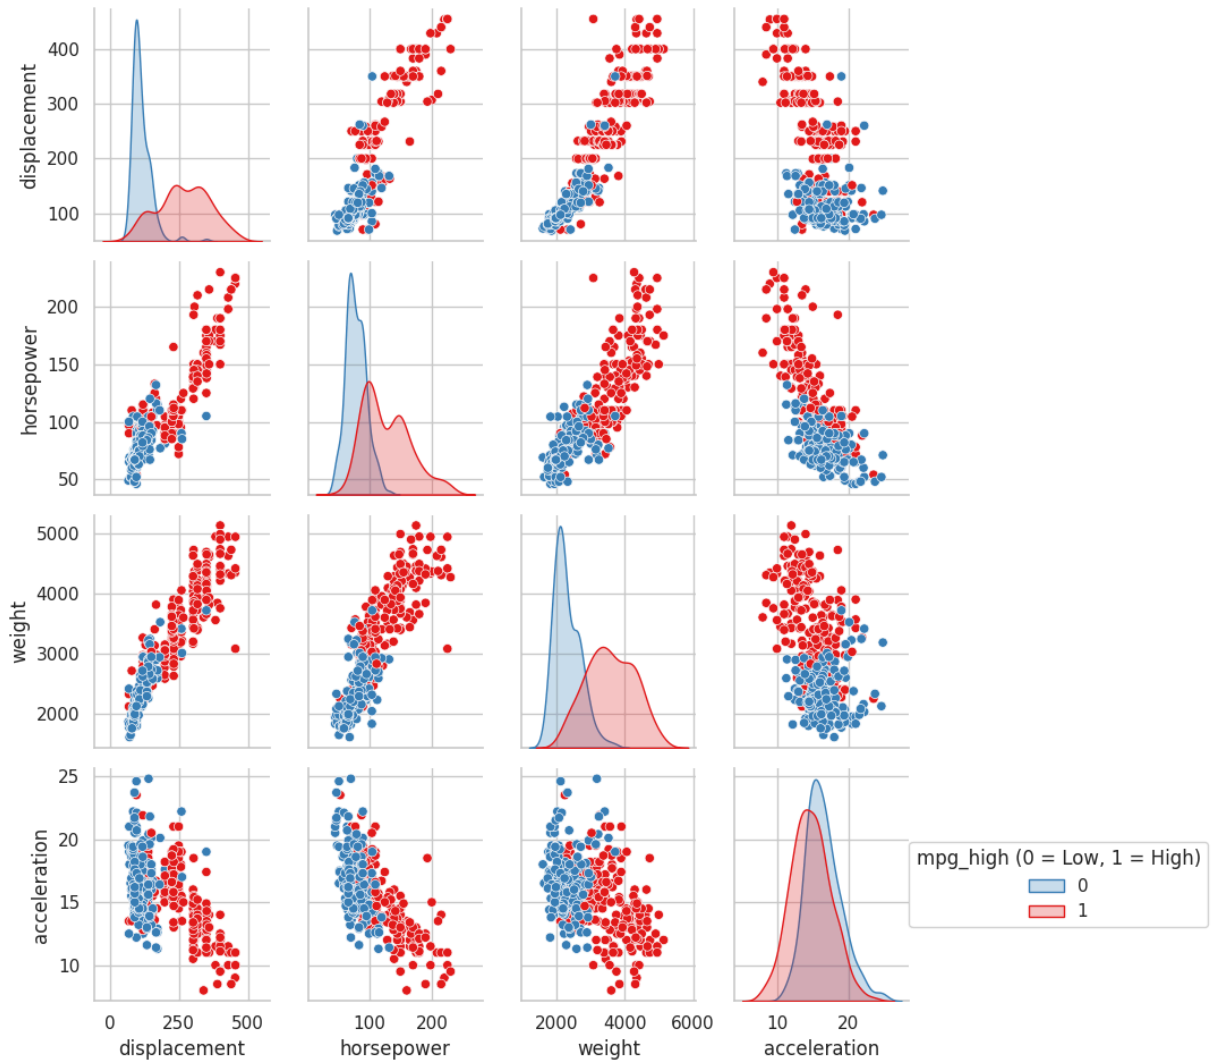 displacement
400
300
200
100
horsepower
200
150
100
50
weight
5000
4000
3000
2000
acceleration
25
20
15
10
mpg_high (0 = Low, 1 = High)
0
1
0 250 500
100 200
2000 4000 6000
10 20
displacement
horsepower
weight
acceleration